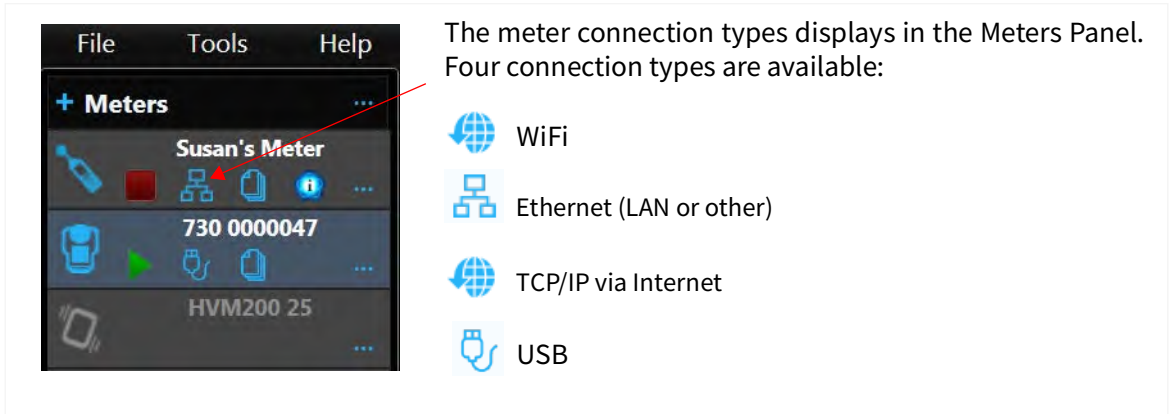 File Tools Help
+ Meters ...
Susan's Meter
...
730 0000047
...
HVM200 25
...
The meter connection types displays in the Meters Panel.
Four connection types are available:
WiFi
Ethernet (LAN or other)
TCP/IP via Internet
USB